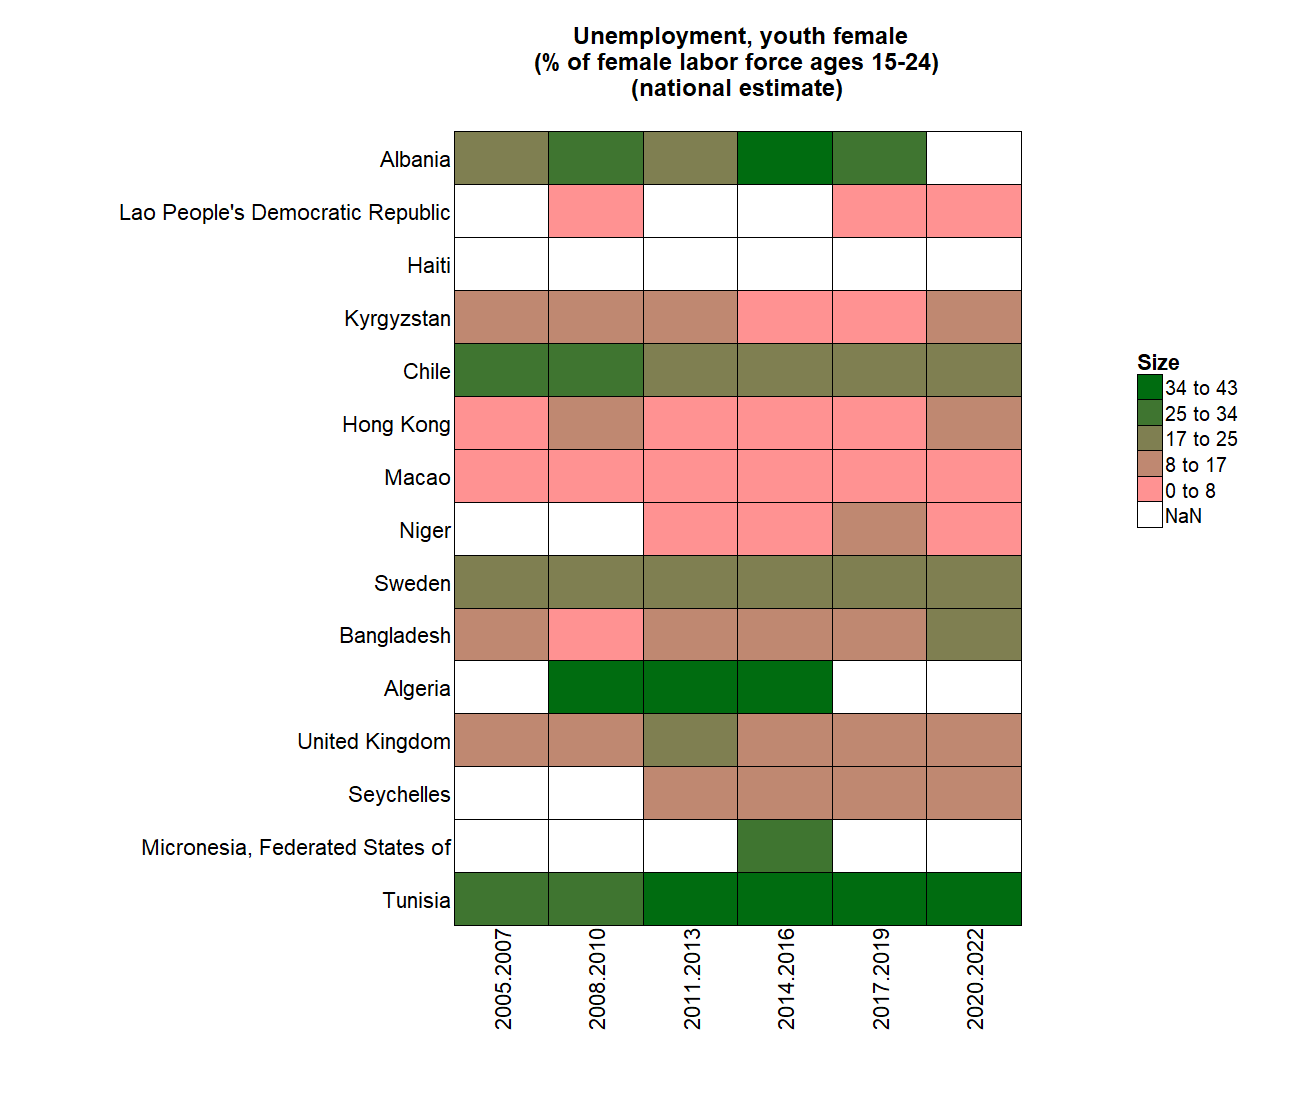 Unemployment, youth female
(% of female labor force ages 15-24)
(national estimate)
Albania
Lao People's Democratic Republic
Haiti
Kyrgyzstan
Chile
Hong Kong
Macao
Niger
Sweden
Bangladesh
Algeria
United Kingdom
Seychelles
Micronesia, Federated States of
Tunisia
2005.2007
2008.2010
2011.2013
2014.2016
2017.2019
2020.2022
Size
34 to 43
25 to 34
17 to 25
8 to 17
0 to 8
NaN